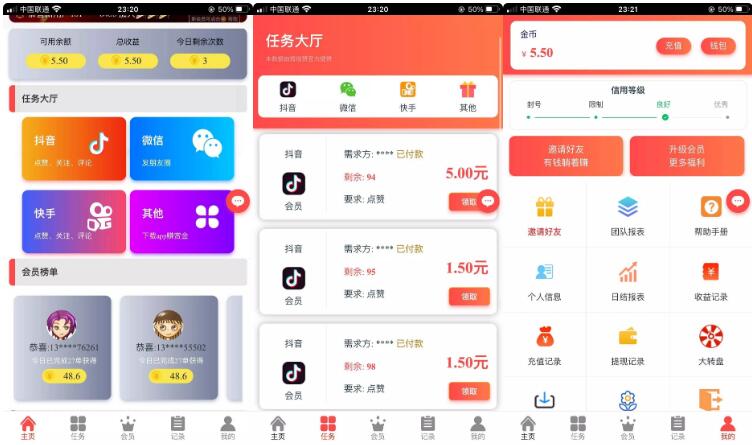 中国联通
23:20
50%
可用余额
总收益
今日剩余次数
5.50
5.50
3
任务大厅
抖音
点赞、关注、评论
微信
发朋友圈
快手
点赞、关注、评论
其他
下载app赚赏金
会员榜单
恭喜:13****76261
今日已完成27单获得
48.6
恭喜:13****55502
今日已完成27单获得
48.6
主页
任务
会员
记录
我的
中国联通
23:20
50%
任务大厅
抖音
微信
快手
其他
抖音
会员
需求方: **** 已付款
剩余: 94
要求: 点赞
5.00元
领取
抖音
会员
需求方: **** 已付款
剩余: 95
要求: 点赞
1.50元
领取
抖音
会员
需求方: **** 已付款
剩余: 98
要求: 点赞
1.50元
领取
主页
任务
会员
记录
我的
中国联通
23:21
50%
金币
¥ 5.50
充值
钱包
信用等级
封号
限制
良好
优秀
邀请好友
有钱躺着赚
升级会员
更多福利
邀请好友
团队报表
帮助手册
个人信息
日结报表
收益记录
充值记录
提现记录
大转盘
主页
任务
会员
记录
我的